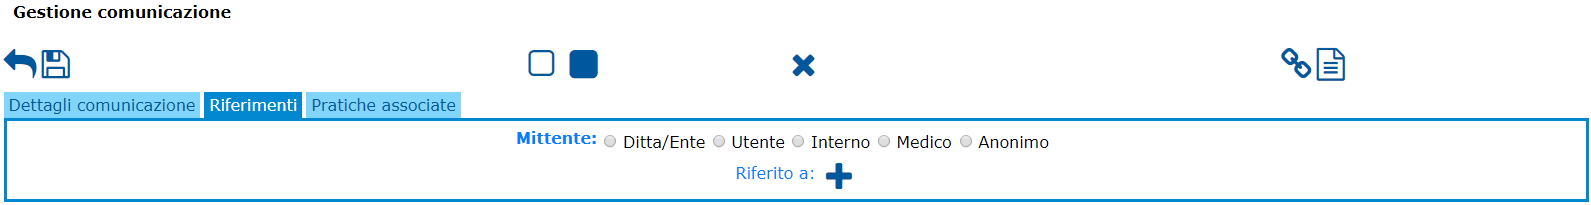 Gestione comunicazione
Dettagli comunicazione Riferimenti Pratiche associate
Mittente: Ditta/Ente Utente Interno Medico Anonimo
Riferito a: